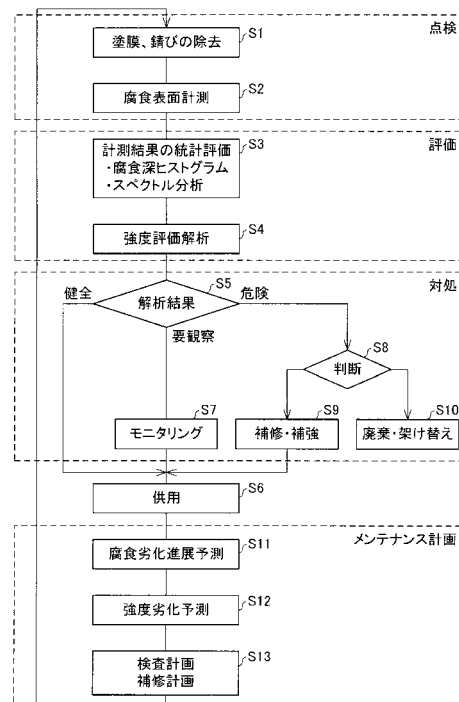 点検
塗膜、錆びの除去
S1
腐食表面計測
S2
評価
計測結果の統計評価
・腐食深ヒストグラム
・スペクトル分析
S3
強度評価解析
S4
対処
解析結果
S5
健全
危険
要観察
判断
S8
モニタリング
S7
補修・補強
S9
廃棄・架け替え
S10
供用
S6
メンテナンス計画
腐食劣化進展予測
S11
強度劣化予測
S12
検査計画
補修計画
S13